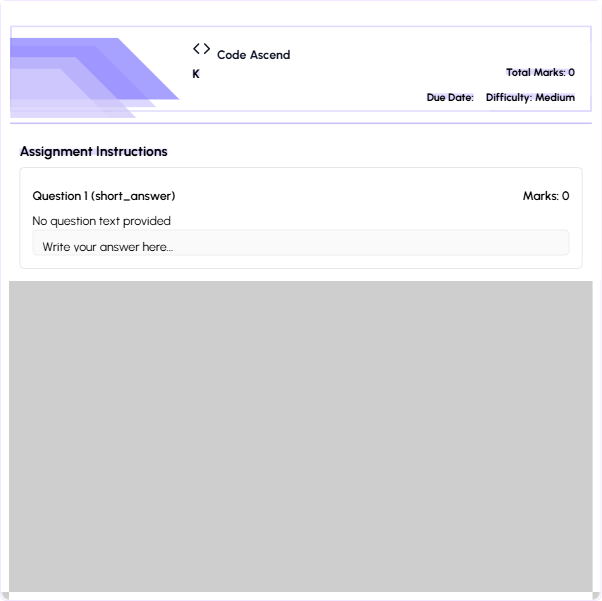 Code Ascend
K
Total Marks: 0
Due Date: Difficulty: Medium
Assignment Instructions
Question 1 (short_answer) Marks: 0
No question text provided
Write your answer here...